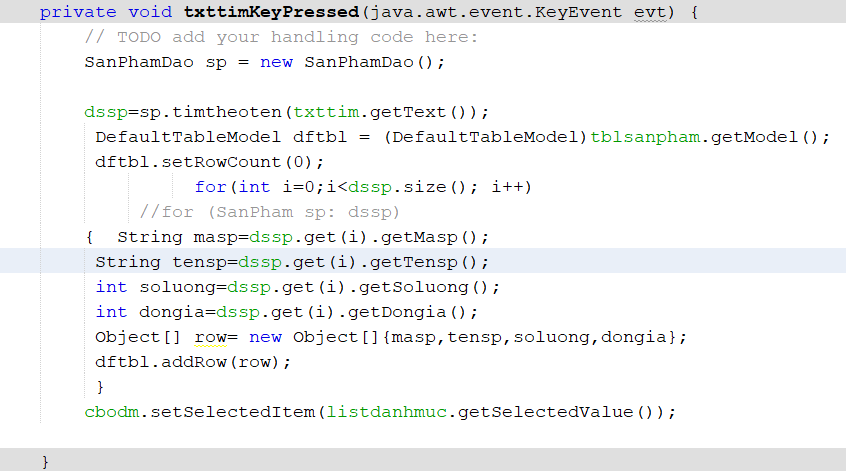 private void txttimKeyPressed(java.awt.event.KeyEvent evt) {
// TODO add your handling code here:
SanPhamDao sp = new SanPhamDao();
dssp=sp.timtheoten(txttim.getText());
DefaultTableModel dftbl = (DefaultTableModel)tblsanpham.getModel();
dftbl.setRowCount(0);
for(int i=0;i<dssp.size(); i++)
//for (SanPham sp: dssp)
{  String masp=dssp.get(i).getMasp();
String tensp=dssp.get(i).getTensp();
int soluong=dssp.get(i).getSoluong();
int dongia=dssp.get(i).getDongia();
Object[] row= new Object[]{masp,tensp,soluong,dongia};
dftbl.addRow(row);
}
cbodm.setSelectedItem(listdanhmuc.getSelectedValue());
}